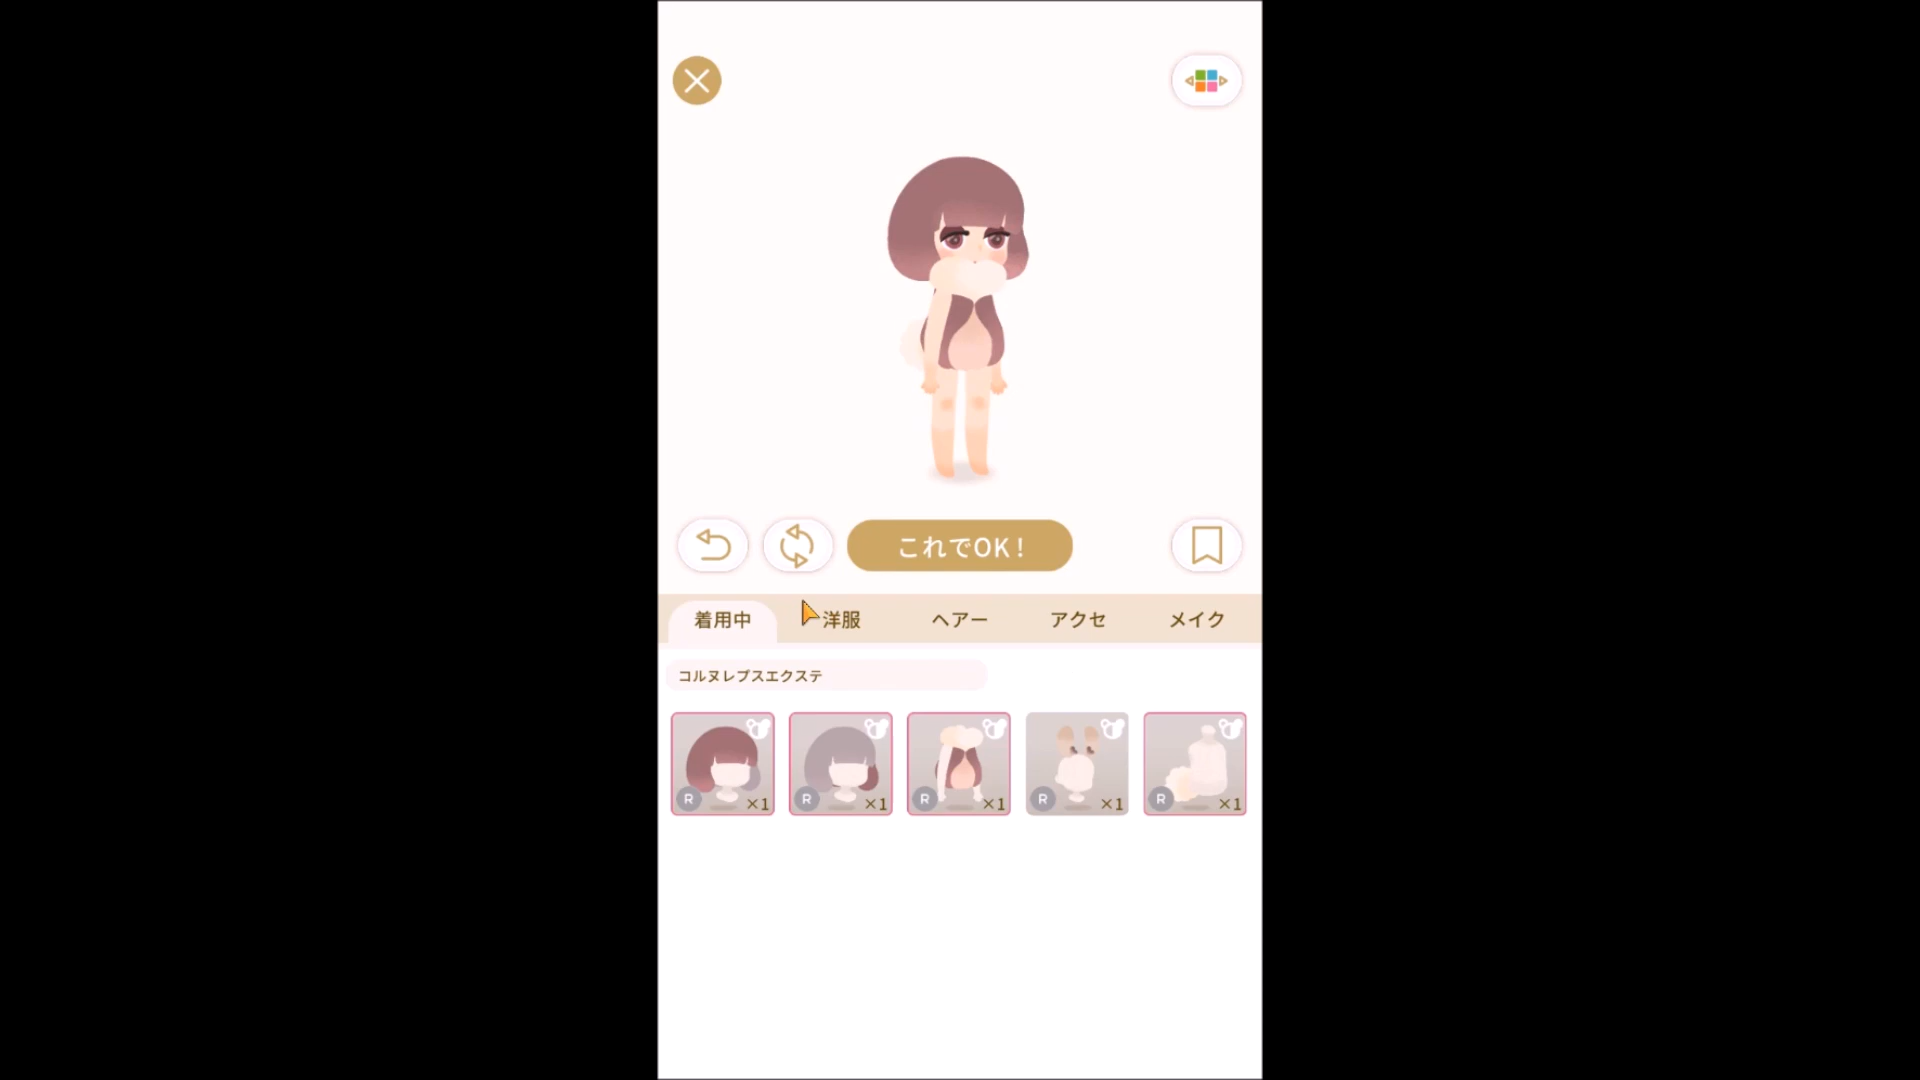 これでOK！
着用中 洋服 ヘアー アクセ メイク
コルヌレプスエクステ
R ×1 R ×1 R ×1 R ×1 R ×1